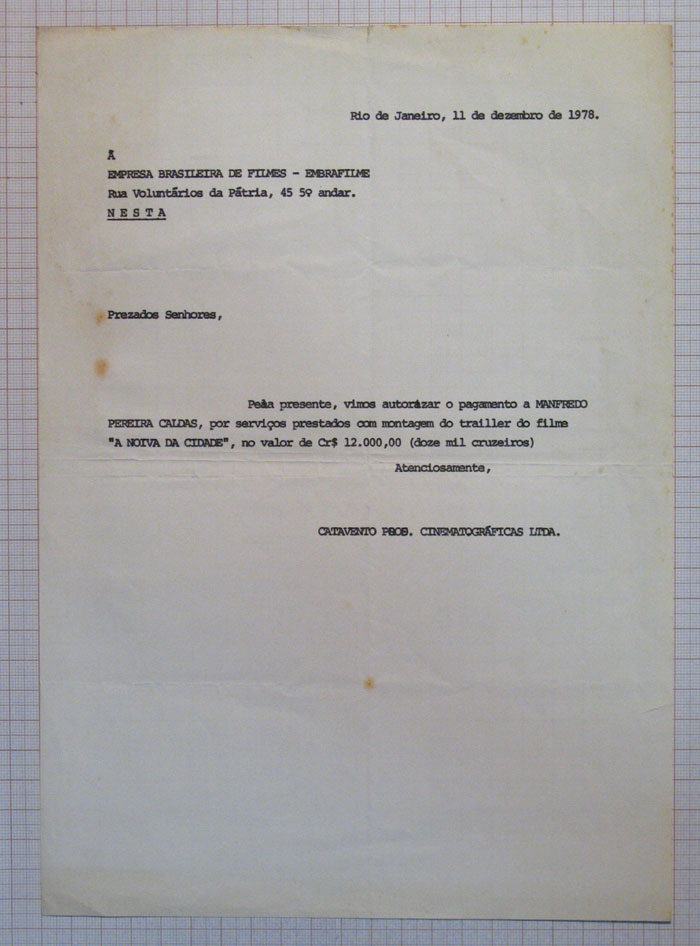 Rio de Janeiro, 11 de dezembro de 1978.
À
EMPRESA BRASILEIRA DE FILMES - EMBRAFILME
Rua Voluntários da Pátria, 45 5º andar.
N E S T A
Prezados Senhores,
Pela presente, vimos autorizar o pagamento a MANFREDO
PEREIRA CALDAS, por serviços prestados com montagem do trailler do filme
"A NOIVA DA CIDADE", no valor de Cr$ 12.000,00 (doze mil cruzeiros)
Atenciosamente,
CATAVENTO PROD. CINEMATOGRÁFICAS LTDA.